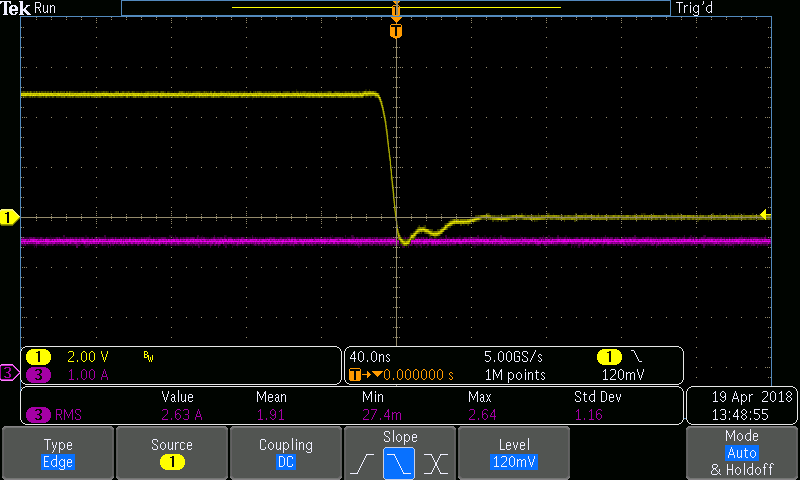 Tek Run Trig'd
T
T
1
1 2.00 V BW 40.0ns 5.00GS/s 1
3 1.00 A T→▼0.000000 s 1M points 120mV
3
Value Mean Min Max Std Dev 19 Apr 2018
3 RMS 2.63 A 1.91 27.4m 2.64 1.16 13:48:55
Type Source Coupling Slope Level Mode
Edge 1 DC 120mV Auto
& Holdoff